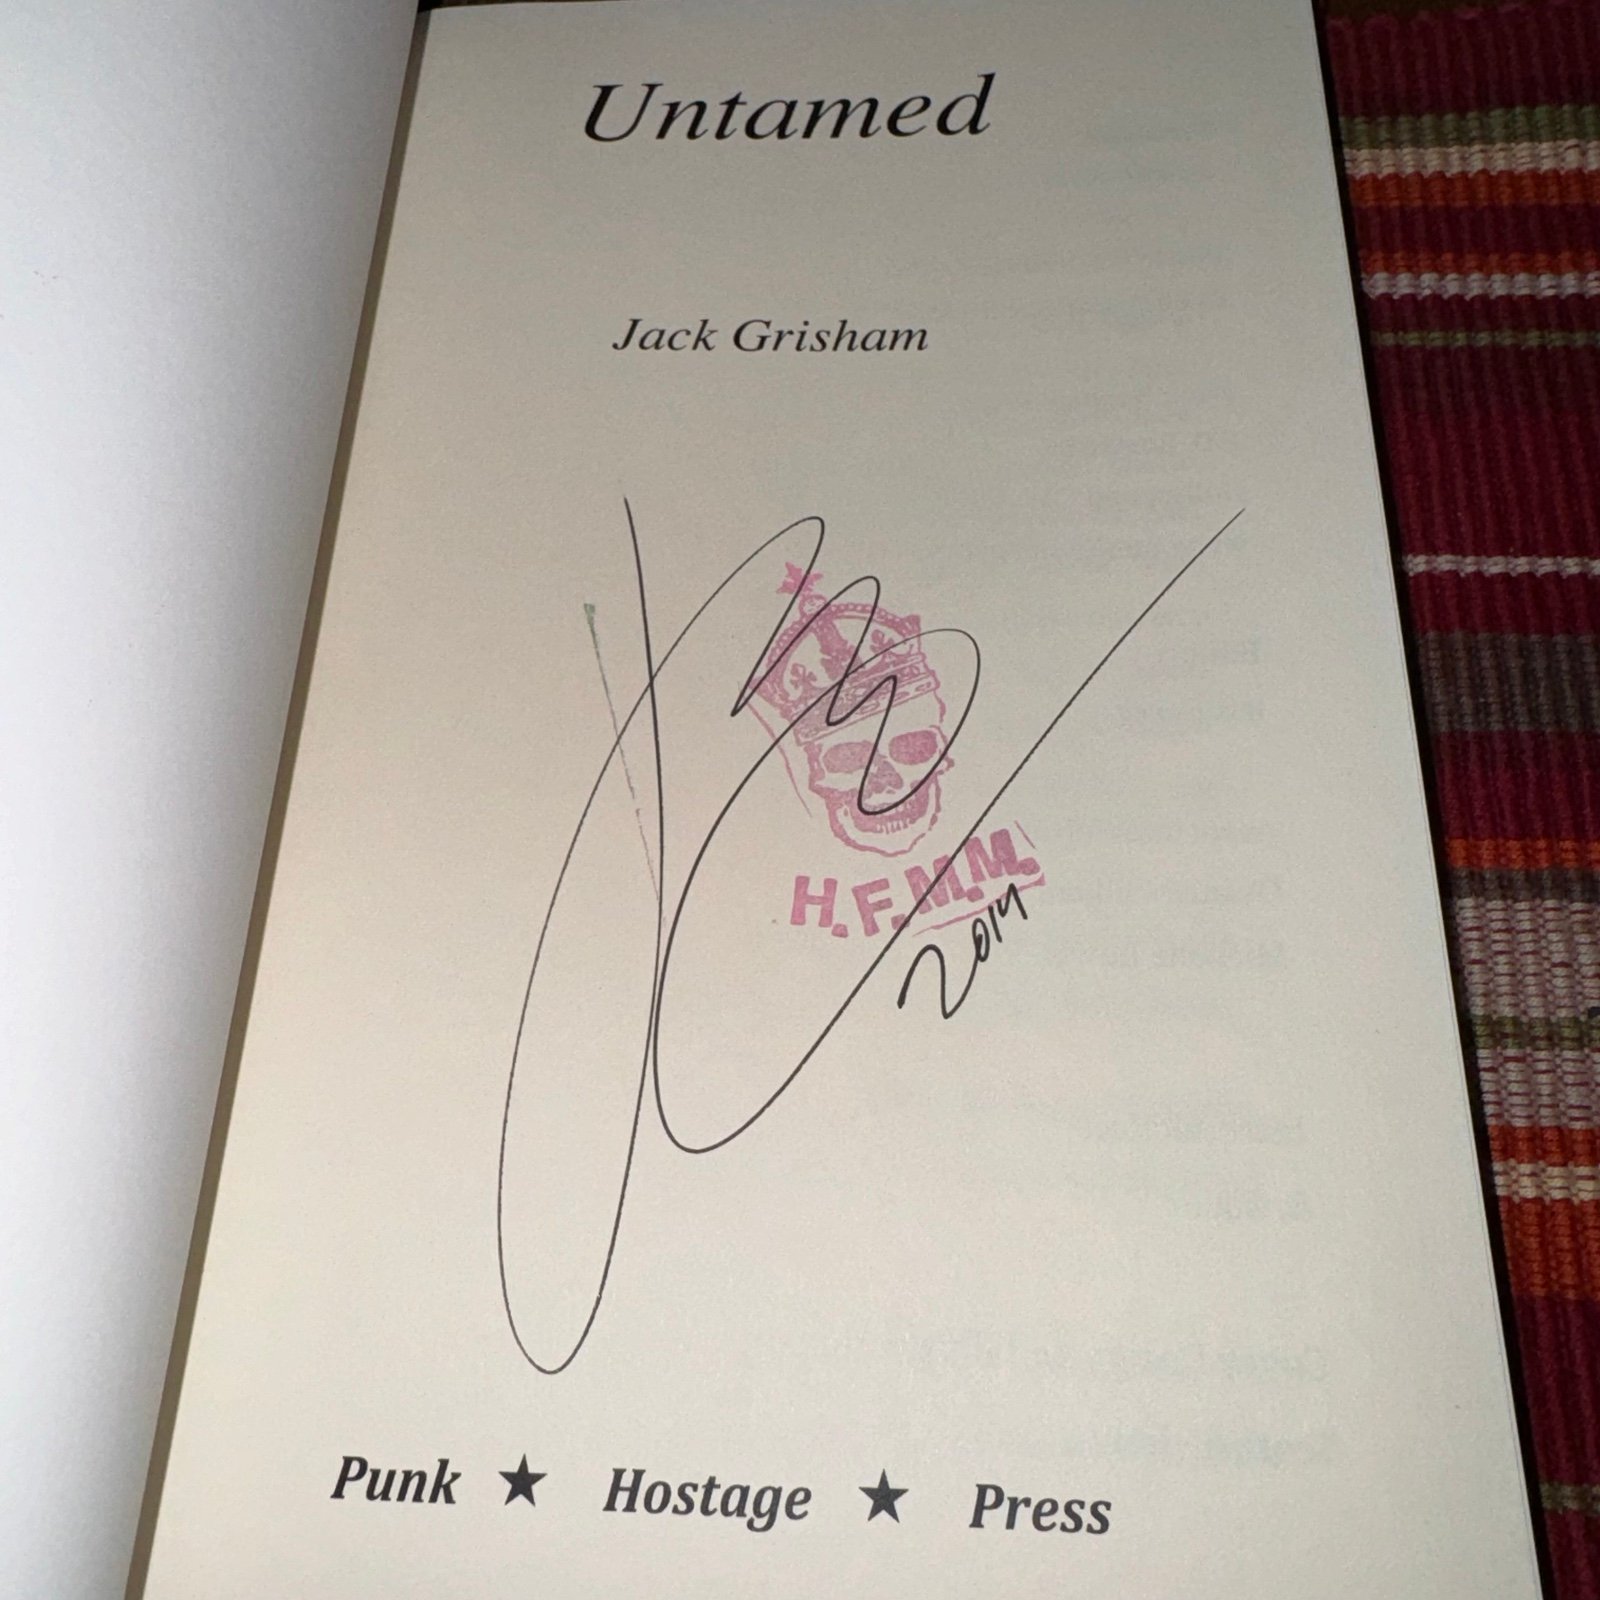 Untamed
Jack Grisham
H.F.M.M.
2014
Punk ★ Hostage ★ Press